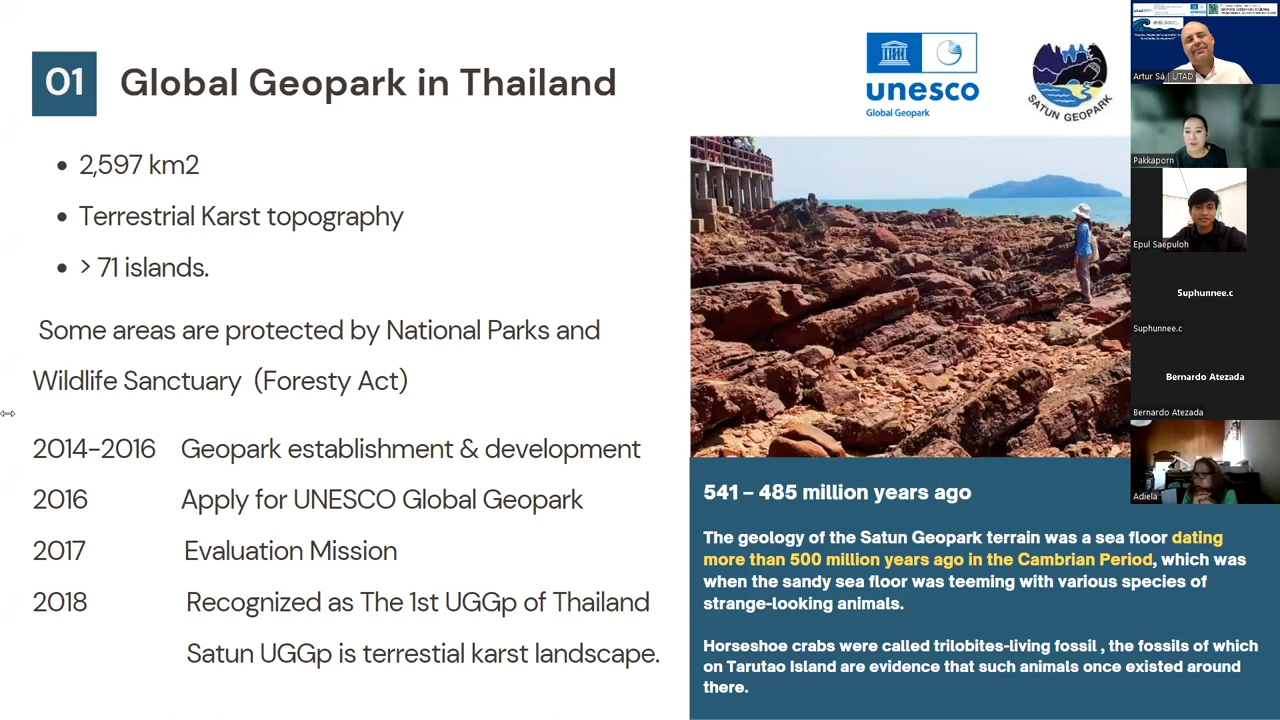 01 Global Geopark in Thailand
• 2,597 km2
• Terrestrial Karst topography
• > 71 islands.
Some areas are protected by National Parks and
Wildlife Sanctuary (Foresty Act)
2014-2016 Geopark establishment & development
2016 Apply for UNESCO Global Geopark
2017 Evaluation Mission
2018 Recognized as The 1st UGGp of Thailand
Satun UGGp is terrestial karst landscape.
unesco
Global Geopark
SATUN GEOPARK
541 – 485 million years ago
The geology of the Satun Geopark terrain was a sea floor dating
more than 500 million years ago in the Cambrian Period, which was
when the sandy sea floor was teeming with various species of
strange-looking animals.
Horseshoe crabs were called trilobites-living fossil , the fossils of which
on Tarutao Island are evidence that such animals once existed around
there.
unesco
Artur Sá | UTAD
Pakkaporn
Epul Saepuloh
Suphunnee.c
Suphunnee.c
Bernardo Atezada
Bernardo Atezada
Adiela